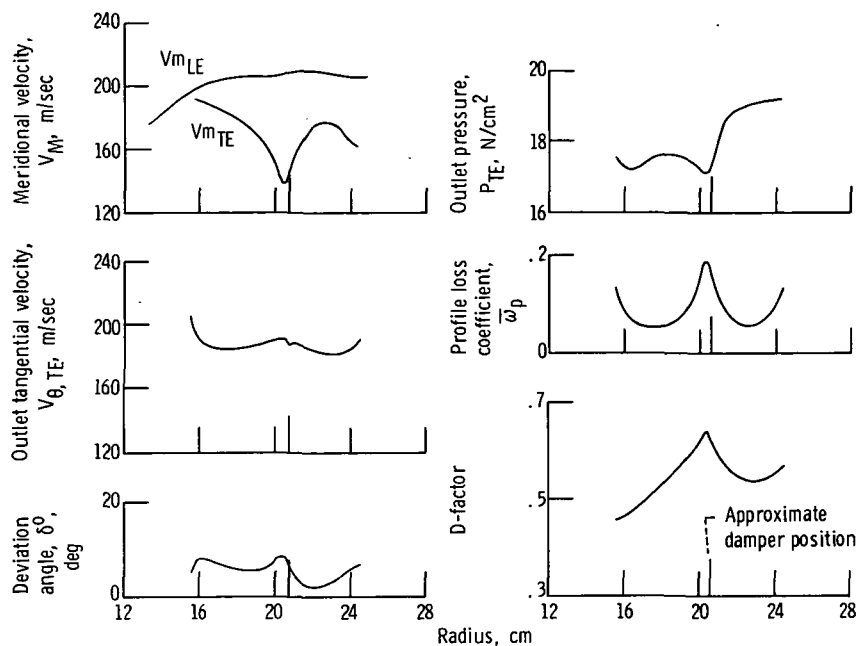 Meridional velocity,
V_M, m/sec
240
200
160
120
Vm_LE
Vm_TE
Outlet tangential velocity,
V_θ,TE, m/sec
240
200
160
120
Deviation
angle, δ°,
deg
20
10
0
12 16 20 24 28
Outlet pressure,
P_TE, N/cm²
20
18
16
Profile loss
coefficient,
ω̅_p
.2
.1
0
D-factor
.7
.5
.3
Approximate
damper position
12 16 20 24 28
Radius, cm